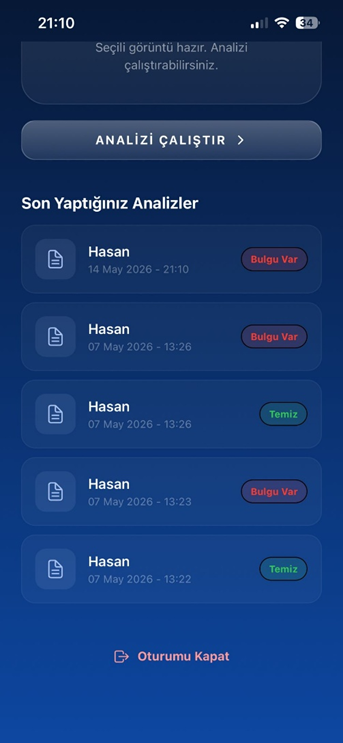 21:10
34
Seçili görüntü hazır. Analizi
çalıştırabilirsiniz.
ANALİZİ ÇALIŞTIR
Son Yaptığınız Analizler
Hasan
Bulgu Var
14 May 2026 - 21:10
Hasan
Bulgu Var
07 May 2026 - 13:26
Hasan
Temiz
07 May 2026 - 13:26
Hasan
Bulgu Var
07 May 2026 - 13:23
Hasan
Temiz
07 May 2026 - 13:22
Oturumu Kapat